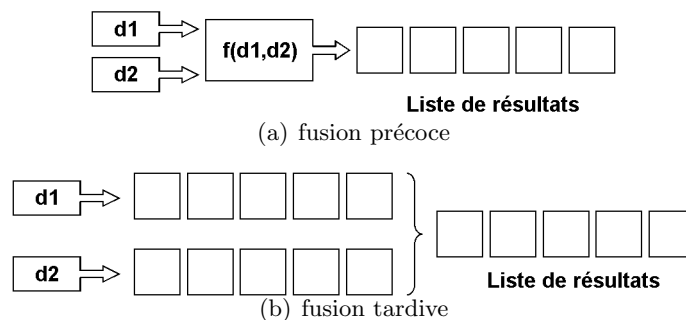 d1
d2
f(d1,d2)
Liste de résultats
(a) fusion précoce
d1
d2
Liste de résultats
(b) fusion tardive